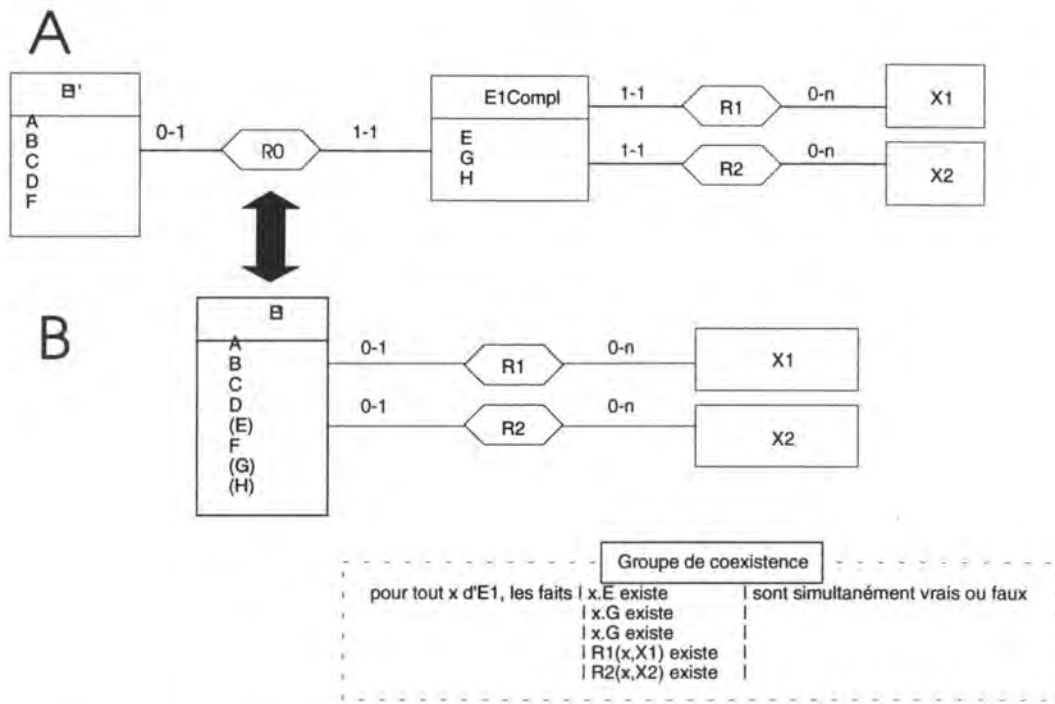 A
E1'
A
B
C
D
F
0-1
R0
1-1
E1Compl
E
G
H
1-1
R1
0-n
X1
1-1
R2
0-n
X2
B
E1
A
B
C
D
(E)
F
(G)
(H)
0-1
R1
0-n
X1
0-1
R2
0-n
X2
Groupe de coexistence
pour tout x d'E1, les faits | x.E existe | sont simultanément vrais ou faux
| x.G existe |
| x.G existe |
| R1(x,X1) existe |
| R2(x,X2) existe |